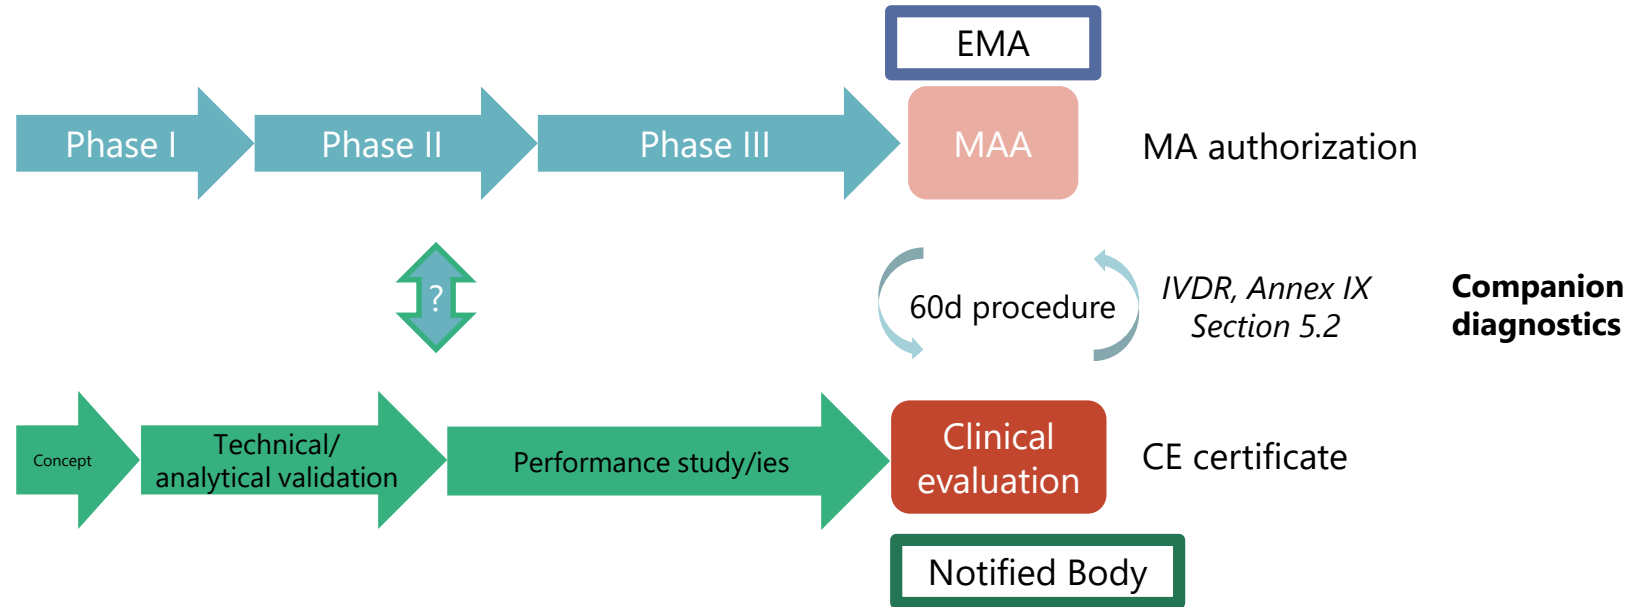 EMA
Phase I
Phase II
Phase III
MAA
MA authorization
?
60d procedure
IVDR, Annex IX
Section 5.2
Companion
diagnostics
Concept
Technical/
analytical validation
Performance study/ies
Clinical
evaluation
CE certificate
Notified Body